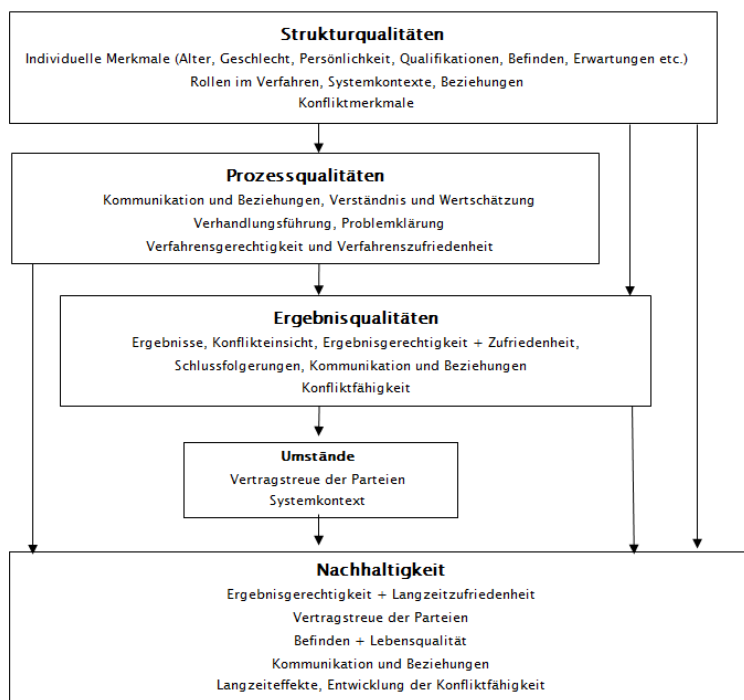 Strukturqualitäten
Individuelle Merkmale (Alter, Geschlecht, Persönlichkeit, Qualifikationen, Befinden, Erwartungen etc.)
Rollen im Verfahren, Systemkontexte, Beziehungen
Konfliktmerkmale
Prozessqualitäten
Kommunikation und Beziehungen, Verständnis und Wertschätzung
Verhandlungsführung, Problemklärung
Verfahrensgerechtigkeit und Verfahrenszufriedenheit
Ergebnisqualitäten
Ergebnisse, Konflikteinsicht, Ergebnisgerechtigkeit + Zufriedenheit,
Schlussfolgerungen, Kommunikation und Beziehungen
Konfliktfähigkeit
Umstände
Vertragstreue der Parteien
Systemkontext
Nachhaltigkeit
Ergebnisgerechtigkeit + Langzeitzufriedenheit
Vertragstreue der Parteien
Befinden + Lebensqualität
Kommunikation und Beziehungen
Langzeiteffekte, Entwicklung der Konfliktfähigkeit